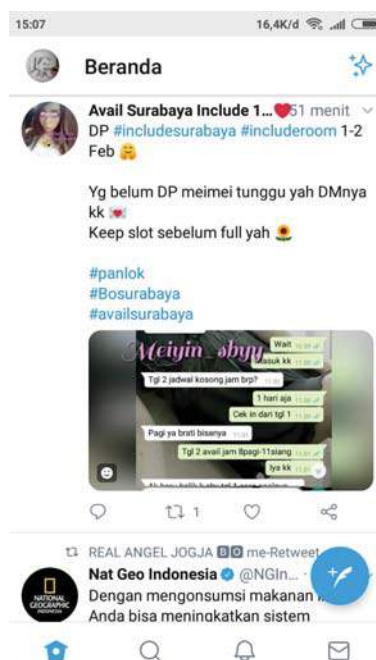 15:07
16,4K/d
Beranda
Avail Surabaya Include 1...❤51 menit
DP #includesurabaya #includeroom 1-2
Feb 🤗
Yg belum DP meimei tunggu yah DMnya
kk 💌
Keep slot sebelum full yah 🌻
#panlok
#Bosurabaya
#availsurabaya
Meiyin_sbyy
Wait
Masuk kk
Tgl 2 jadwal kosong jam brp?
1 hari aja
Cek in dari tgl 1
Pagi ya brati bisanya
Tgl 2 avail jam 8pagi-11siang
Iya kk
1
REAL ANGEL JOGJA 🅱🅾 me-Retweet
Nat Geo Indonesia @NGIn... ·
NATIONAL
GEOGRAPHIC
INDONESIA
Dengan mengonsumsi makanan
Anda bisa meningkatkan sistem